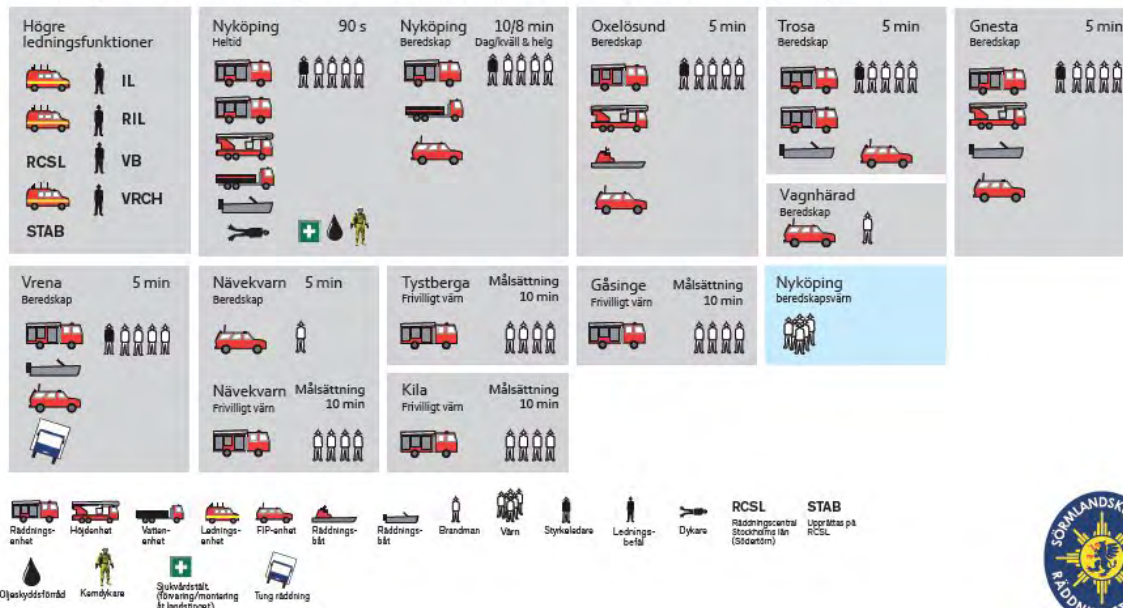 Högre
ledningsfunktioner
IL
RIL
RCSL
VB
VRCH
STAB
Nyköping 90 s
Heltid
Nyköping 10/8 min
Beredskap Dag/kväll & helg
Oxelösund 5 min
Beredskap
Trosa 5 min
Beredskap
Vagnhärad
Beredskap
Gnesta 5 min
Beredskap
Vrena 5 min
Beredskap
Nävekvarn 5 min
Beredskap
Nävekvarn Målsättning
Frivilligt värn 10 min
Tystberga Målsättning
Frivilligt värn 10 min
Kila Målsättning
Frivilligt värn 10 min
Gåsinge Målsättning
Frivilligt värn 10 min
Nyköping
beredskapsvärn
Räddnings-
enhet
Höjdenhet
Vatten-
enhet
Lednings-
enhet
FIP-enhet
Räddnings-
båt
Räddnings-
båt
Brandman
Värn
Styrkeledare
Lednings-
befäl
Dykare
RCSL
Räddningscentral
Stockholms län
(Södertörn)
STAB
Upprättas på
RCSL
Oljeskyddsförråd
Kemdykare
Sjukvårdstält.
(förvaring/montering
åt landstinget)
Tung räddning
SÖRMLANDSK